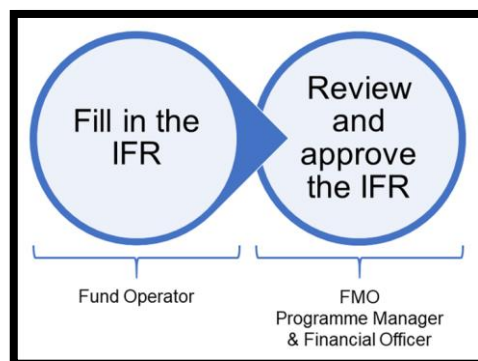 Fill in the
IFR
Review
and
approve
the IFR
Fund Operator
FMO
Programme Manager
& Financial Officer